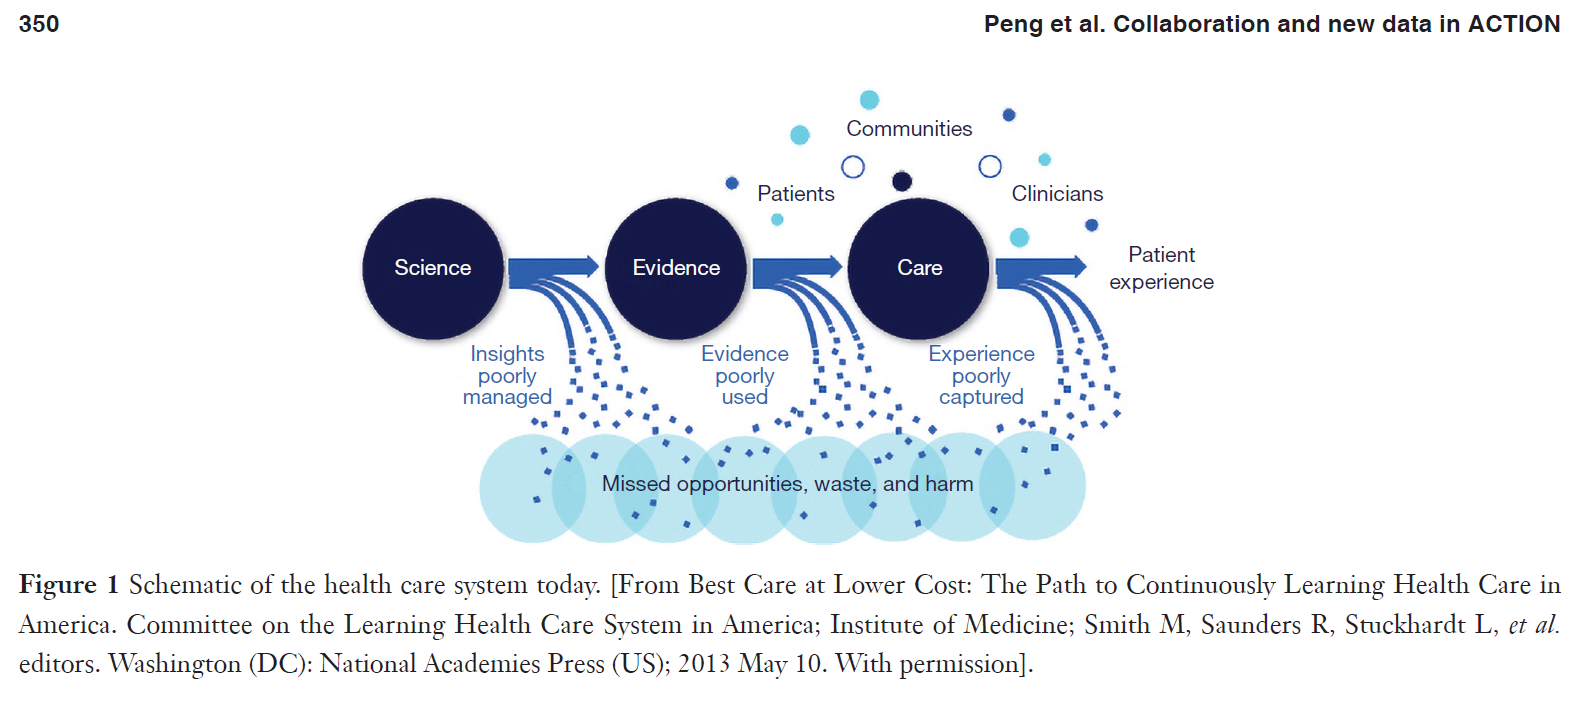 350
Peng et al. Collaboration and new data in ACTION
Communities
Patients
Clinicians
Science
Evidence
Care
Patient
experience
Insights
poorly
managed
Evidence
poorly
used
Experience
poorly
captured
Missed opportunities, waste, and harm
Figure 1 Schematic of the health care system today. [From Best Care at Lower Cost: The Path to Continuously Learning Health Care in
America. Committee on the Learning Health Care System in America; Institute of Medicine; Smith M, Saunders R, Stuckhardt L, et al.
editors. Washington (DC): National Academies Press (US); 2013 May 10. With permission].